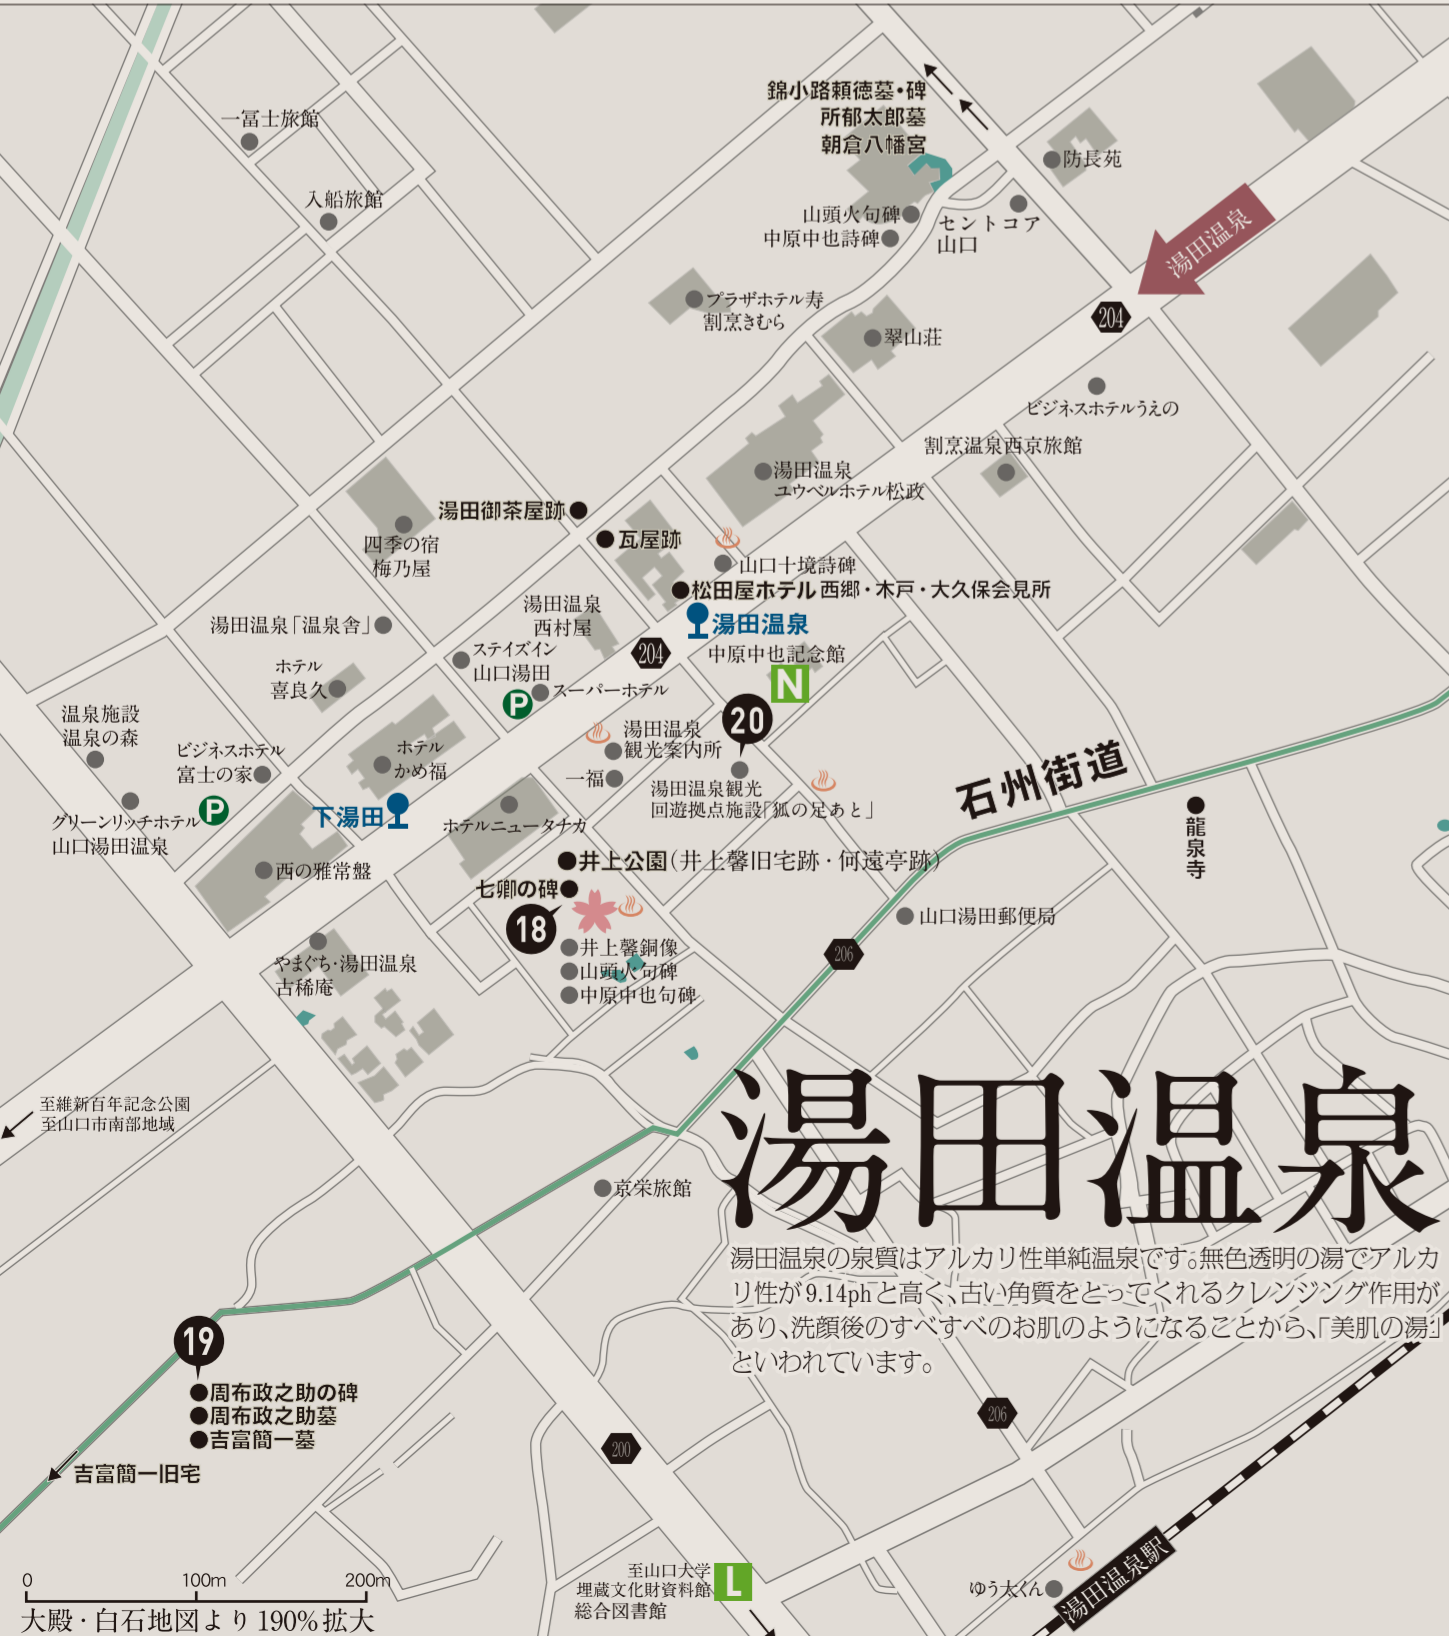 錦小路頼徳墓・碑
所郁太郎墓
朝倉八幡宮
一冨士旅館
防長苑
入船旅館
山頭火句碑
中原中也詩碑
セントコア
山口
湯田温泉
204
プラザホテル寿
割烹きむら
翠山荘
ビジネスホテルうえの
割烹温泉西京旅館
湯田温泉
ユウベルホテル松政
湯田御茶屋跡
瓦屋跡
四季の宿
梅乃屋
山口十境詩碑
松田屋ホテル 西郷・木戸・大久保会見所
湯田温泉
湯田温泉
西村屋
湯田温泉「温泉舎」
204
中原中也記念館
N
ステイズイン
山口湯田
ホテル
喜良久
P
スーパーホテル
20
温泉施設
温泉の森
湯田温泉
観光案内所
ビジネスホテル
富士の家
ホテル
かめ福
一福
湯田温泉観光
回遊拠点施設「狐の足あと」
石州街道
P
グリーンリッチホテル
山口湯田温泉
下湯田
ホテルニュータナカ
龍泉寺
西の雅常盤
井上公園(井上馨旧宅跡・何遠亭跡)
七卿の碑
18
山口湯田郵便局
206
井上馨銅像
山頭火句碑
中原中也句碑
やまぐち・湯田温泉
古稀庵
至維新百年記念公園
至山口市南部地域
京栄旅館
湯田温泉
湯田温泉の泉質はアルカリ性単純温泉です。無色透明の湯でアルカ
リ性が9.14phと高く、古い角質をとってくれるクレンジング作用が
あり、洗顔後のすべすべのお肌のようになることから、「美肌の湯」
といわれています。
19
周布政之助の碑
周布政之助墓
吉富簡一墓
吉富簡一旧宅
206
200
湯田温泉駅
ゆう太くん
至山口大学
埋蔵文化財資料館
総合図書館
L
0 100m 200m
大殿・白石地図より190%拡大